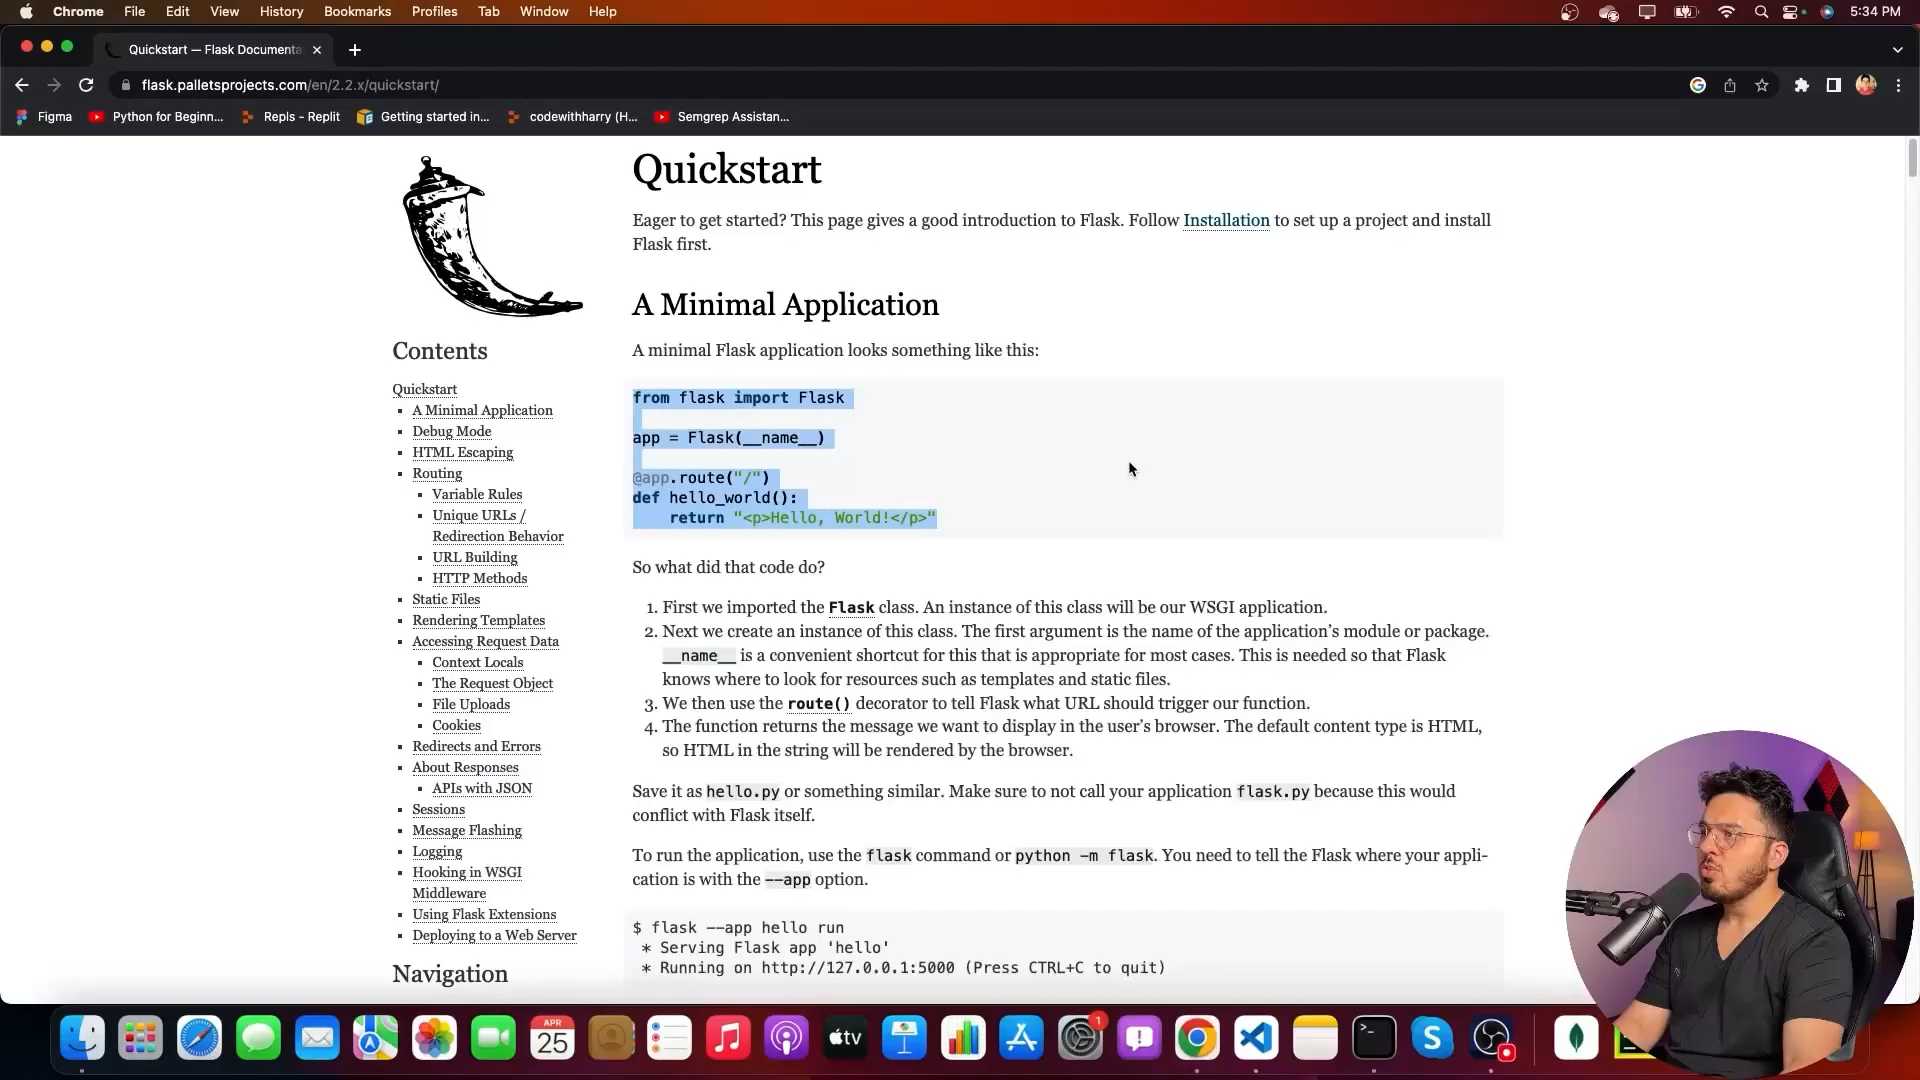 Chrome File Edit View History Bookmarks Profiles Tab Window Help 5:34 PM
Quickstart — Flask Documenta
flask.palletsprojects.com/en/2.2.x/quickstart/
Figma Python for Beginn... Repls - Replit Getting started in... codewithharry (H... Semgrep Assistan...
Quickstart
Eager to get started? This page gives a good introduction to Flask. Follow Installation to set up a project and install
Flask first.
A Minimal Application
A minimal Flask application looks something like this:
from flask import Flask
app = Flask(__name__)
@app.route("/")
def hello_world():
return "<p>Hello, World!</p>"
So what did that code do?
1. First we imported the Flask class. An instance of this class will be our WSGI application.
2. Next we create an instance of this class. The first argument is the name of the application’s module or package.
__name__ is a convenient shortcut for this that is appropriate for most cases. This is needed so that Flask
knows where to look for resources such as templates and static files.
3. We then use the route() decorator to tell Flask what URL should trigger our function.
4. The function returns the message we want to display in the user’s browser. The default content type is HTML,
so HTML in the string will be rendered by the browser.
Save it as hello.py or something similar. Make sure to not call your application flask.py because this would
conflict with Flask itself.
To run the application, use the flask command or python -m flask. You need to tell the Flask where your appli-
cation is with the --app option.
$ flask --app hello run
* Serving Flask app 'hello'
* Running on http://127.0.0.1:5000 (Press CTRL+C to quit)
Contents
Quickstart
A Minimal Application
Debug Mode
HTML Escaping
Routing
Variable Rules
Unique URLs /
Redirection Behavior
URL Building
HTTP Methods
Static Files
Rendering Templates
Accessing Request Data
Context Locals
The Request Object
File Uploads
Cookies
Redirects and Errors
About Responses
APIs with JSON
Sessions
Message Flashing
Logging
Hooking in WSGI
Middleware
Using Flask Extensions
Deploying to a Web Server
Navigation
APR
25
tv
1